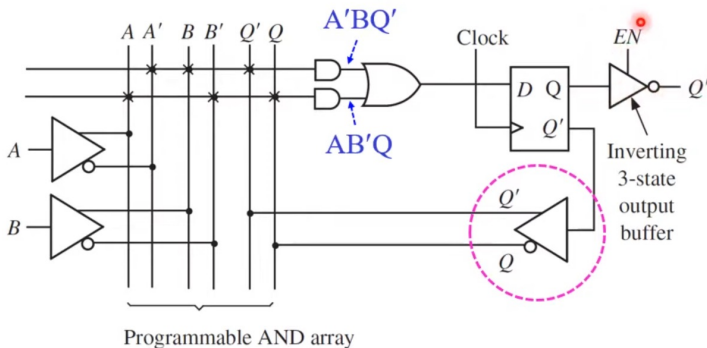 A A′ B B′ Q′ Q
A′BQ′
Clock
EN
D Q
Q′
Q′
AB′Q
A
B
Inverting
3-state
output
buffer
Q′
Q
Programmable AND array